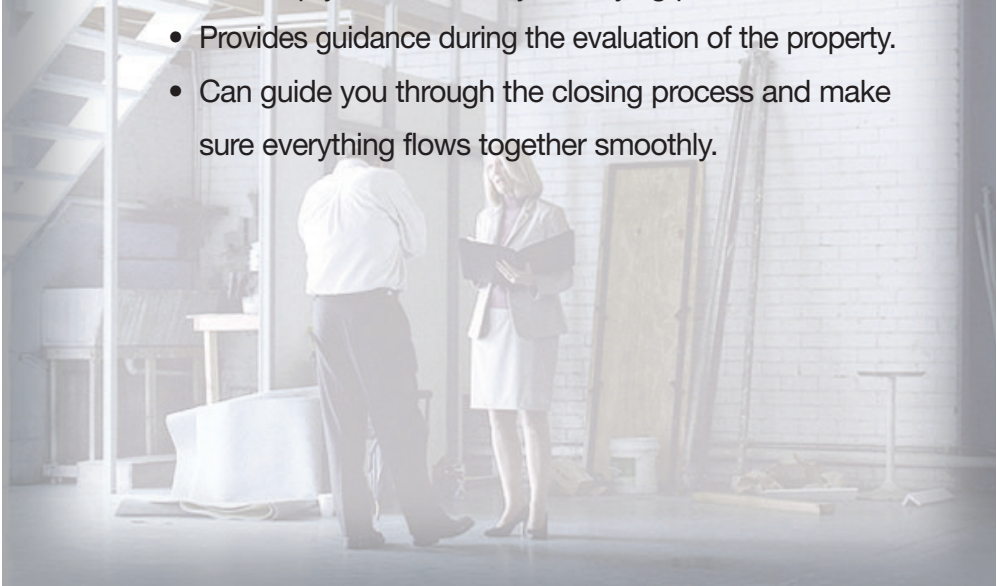 • Provides guidance during the evaluation of the property.
• Can guide you through the closing process and make
sure everything flows together smoothly.